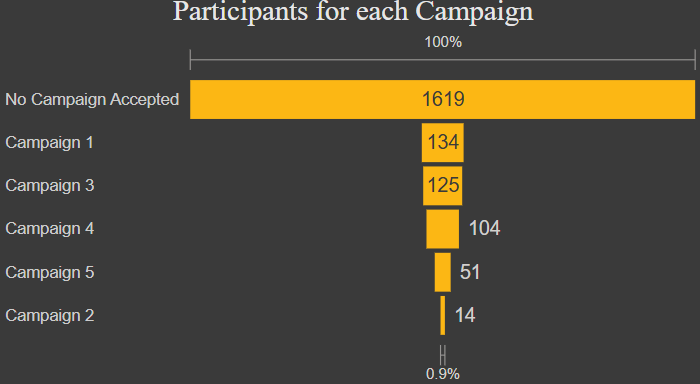 Participants for each Campaign
100%
No Campaign Accepted 1619
Campaign 1 134
Campaign 3 125
Campaign 4 104
Campaign 5 51
Campaign 2 14
0.9%